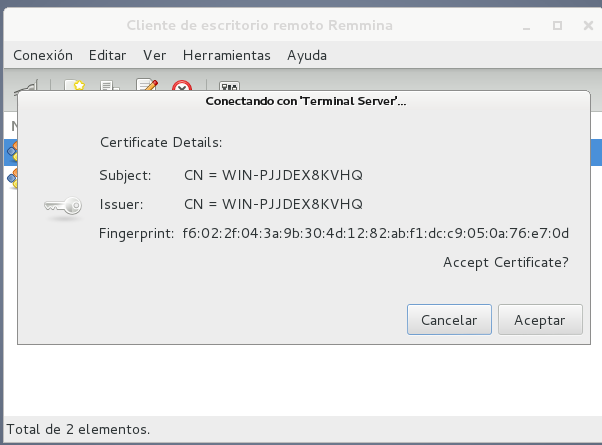 Cliente de escritorio remoto Remmina
Conexión Editar Ver Herramientas Ayuda
Conectando con 'Terminal Server'...
Certificate Details:
Subject: CN = WIN-PJJDEX8KVHQ
Issuer: CN = WIN-PJJDEX8KVHQ
Fingerprint: f6:02:2f:04:3a:9b:30:4d:12:82:ab:f1:dc:c9:05:0a:76:e7:0d
Accept Certificate?
Cancelar Aceptar
Total de 2 elementos.